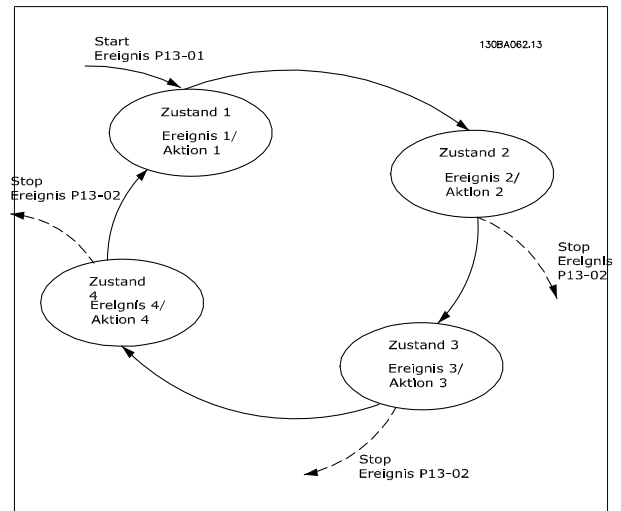 Start
Ereignis P13-01
130BA062.13
Zustand 1
Ereignis 1/
Aktion 1
Zustand 2
Ereignis 2/
Aktion 2
Stop
Ereignis P13-02
Stop
Ereignis
P13-02
Zustand
4
Ereignis 4/
Aktion 4
Zustand 3
Ereignis 3/
Aktion 3
Stop
Ereignis P13-02